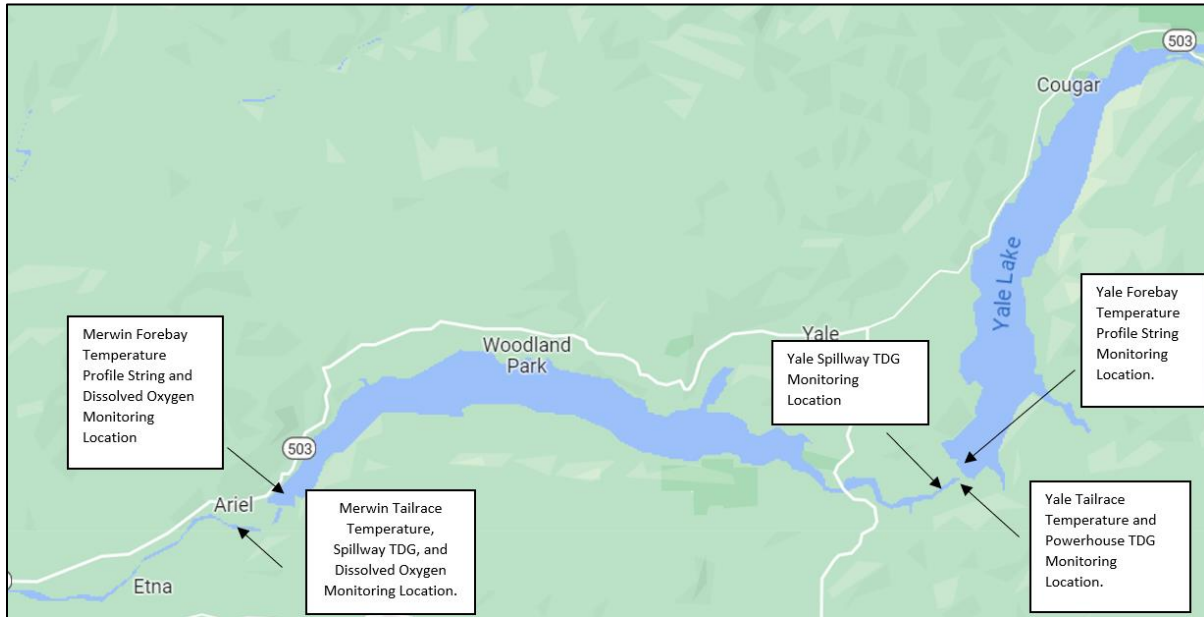 503
Cougar
Yale Lake
Yale Forebay
Temperature
Profile String
Monitoring
Location.
Yale
Yale Spillway TDG
Monitoring
Location
Woodland
Park
Merwin Forebay
Temperature
Profile String and
Dissolved Oxygen
Monitoring
Location
503
Ariel
Merwin Tailrace
Temperature,
Spillway TDG, and
Dissolved Oxygen
Monitoring Location.
Yale Tailrace
Temperature and
Powerhouse TDG
Monitoring
Location.
Etna